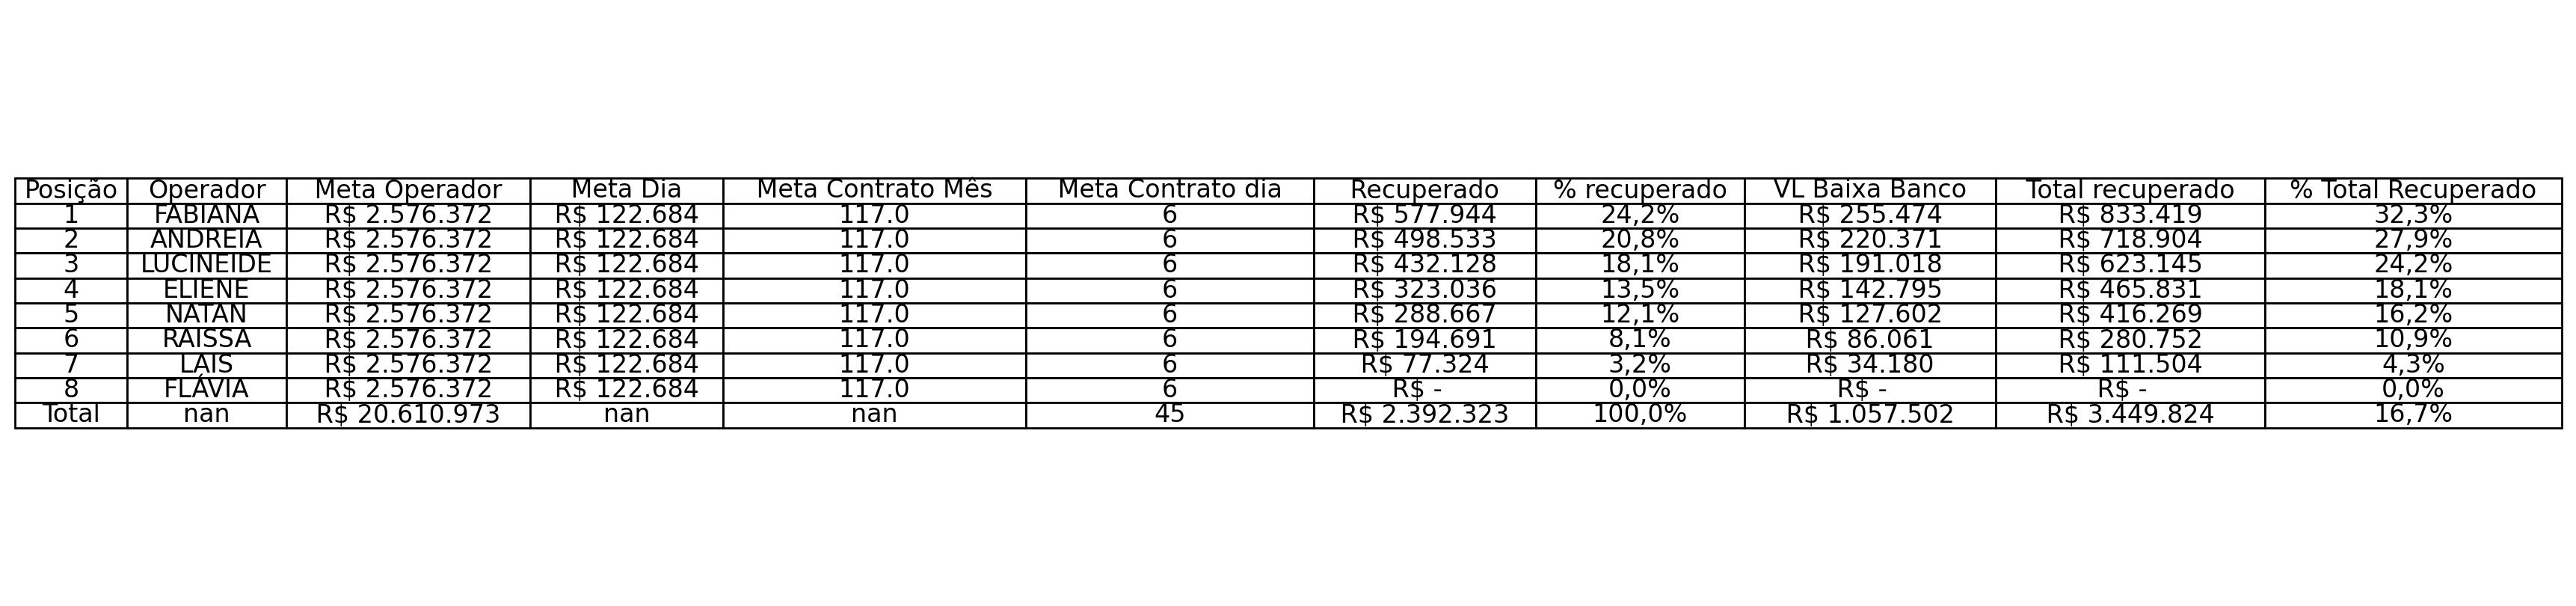 Posição Operador Meta Operador Meta Dia Meta Contrato Mês Meta Contrato dia Recuperado % recuperado VL Baixa Banco Total recuperado % Total Recuperado
1 FABIANA R$ 2.576.372 R$ 122.684 117.0 6 R$ 577.944 24,2% R$ 255.474 R$ 833.419 32,3%
2 ANDREIA R$ 2.576.372 R$ 122.684 117.0 6 R$ 498.533 20,8% R$ 220.371 R$ 718.904 27,9%
3 LUCINEIDE R$ 2.576.372 R$ 122.684 117.0 6 R$ 432.128 18,1% R$ 191.018 R$ 623.145 24,2%
4 ELIENE R$ 2.576.372 R$ 122.684 117.0 6 R$ 323.036 13,5% R$ 142.795 R$ 465.831 18,1%
5 NATAN R$ 2.576.372 R$ 122.684 117.0 6 R$ 288.667 12,1% R$ 127.602 R$ 416.269 16,2%
6 RAISSA R$ 2.576.372 R$ 122.684 117.0 6 R$ 194.691 8,1% R$ 86.061 R$ 280.752 10,9%
7 LAIS R$ 2.576.372 R$ 122.684 117.0 6 R$ 77.324 3,2% R$ 34.180 R$ 111.504 4,3%
8 FLÁVIA R$ 2.576.372 R$ 122.684 117.0 6 R$ - 0,0% R$ - R$ - 0,0%
Total nan R$ 20.610.973 nan nan 45 R$ 2.392.323 100,0% R$ 1.057.502 R$ 3.449.824 16,7%